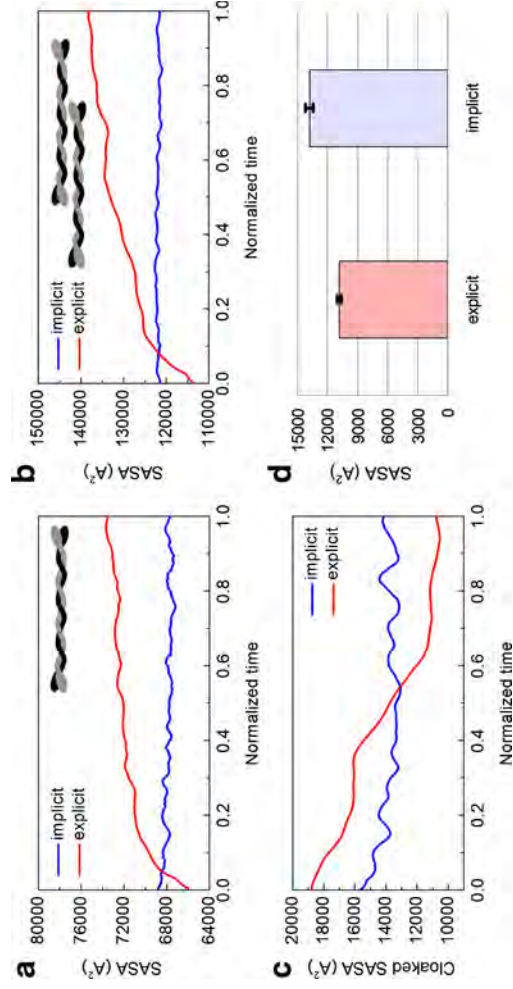 a
SASA (A²)
80000
76000
72000
68000
64000
implicit
explicit
0.0 0.2 0.4 0.6 0.8 1.0
Normalized time
b
SASA (A²)
150000
140000
130000
120000
110000
implicit
explicit
0.0 0.2 0.4 0.6 0.8 1.0
Normalized time
c
Cloaked SASA (A²)
20000
18000
16000
14000
12000
10000
implicit
explicit
0.0 0.2 0.4 0.6 0.8 1.0
Normalized time
d
SASA (A²)
15000
12000
9000
6000
3000
0
explicit implicit